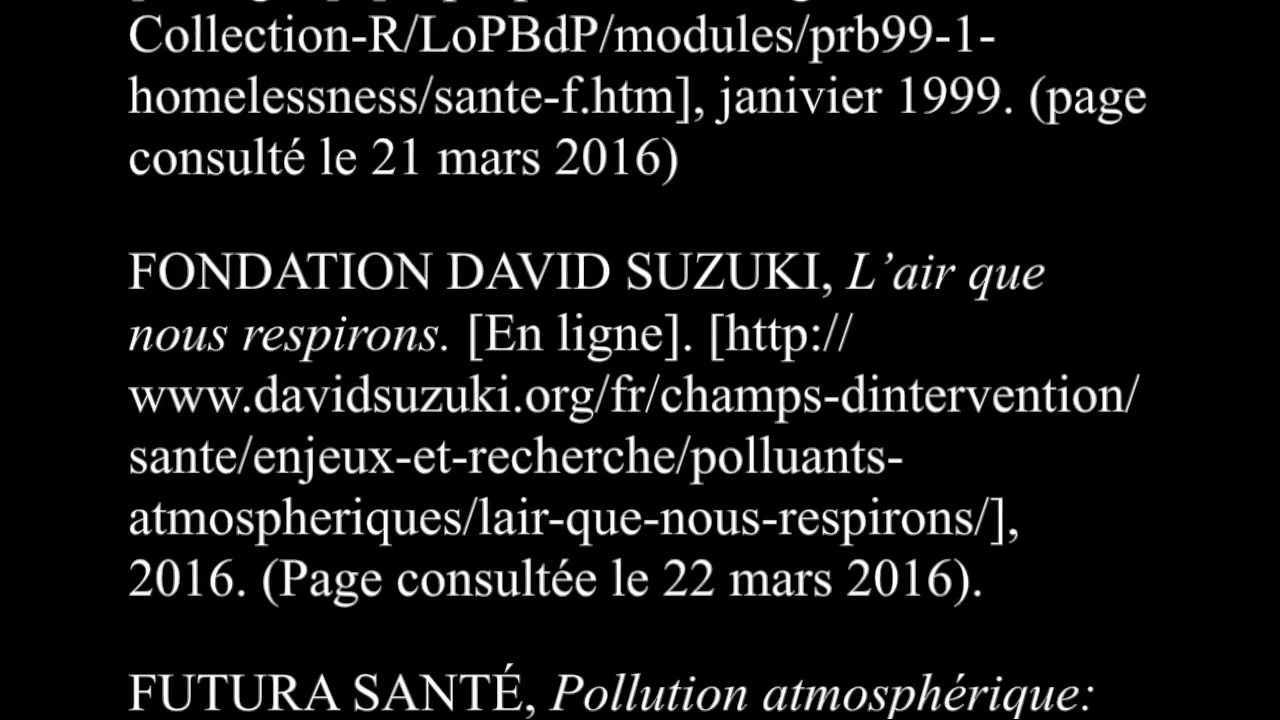 Collection-R/LoPBdP/modules/prb99-1-
homelessness/sante-f.htm], janivier 1999. (page
consulté le 21 mars 2016)
FONDATION DAVID SUZUKI, L’air que
nous respirons. [En ligne]. [http://
www.davidsuzuki.org/fr/champs-dintervention/
sante/enjeux-et-recherche/polluants-
atmospheriques/lair-que-nous-respirons/],
2016. (Page consultée le 22 mars 2016).
FUTURA SANTÉ, Pollution atmosphérique: